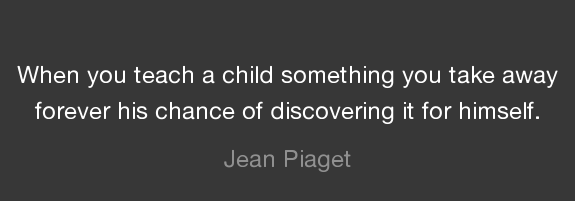 When you teach a child something you take away
forever his chance of discovering it for himself.
Jean Piaget